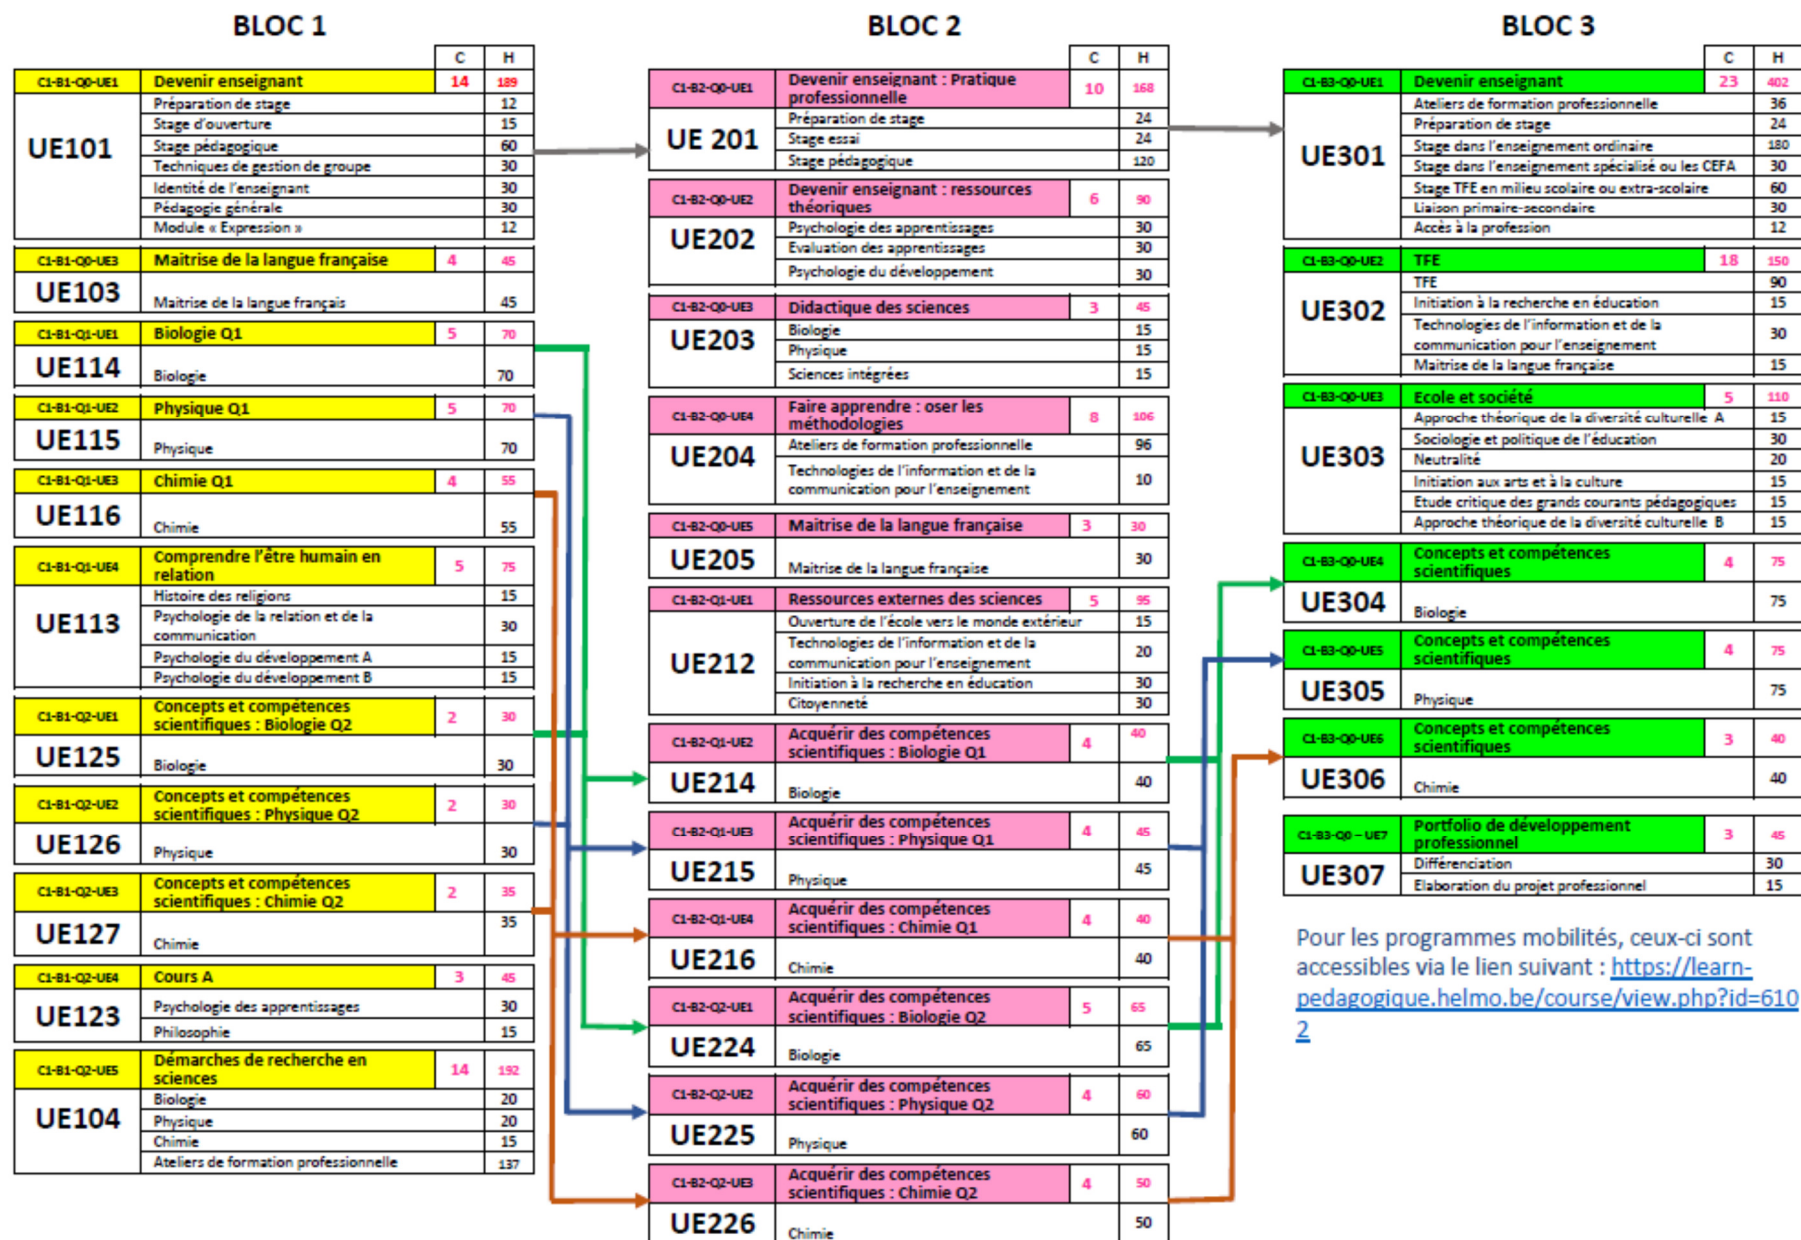 BLOC 1
C H
C1-B1-Q0-UE1 Devenir enseignant 14 189
UE101
Préparation de stage 12
Stage d'ouverture 15
Stage pédagogique 60
Techniques de gestion de groupe 30
Identité de l'enseignant 30
Pédagogie générale 30
Module « Expression » 12
C1-B1-Q0-UE3 Maitrise de la langue française 4 45
UE103
Maitrise de la langue français 45
C1-B1-Q1-UE1 Biologie Q1 5 70
UE114
Biologie 70
C1-B1-Q1-UE2 Physique Q1 5 70
UE115
Physique 70
C1-B1-Q1-UE3 Chimie Q1 4 55
UE116
Chimie 55
C1-B1-Q1-UE4 Comprendre l'être humain en
relation 5 75
UE113
Histoire des religions 15
Psychologie de la relation et de la
communication 30
Psychologie du développement A 15
Psychologie du développement B 15
C1-B1-Q2-UE1 Concepts et compétences
scientifiques : Biologie Q2 2 30
UE125
Biologie 30
C1-B1-Q2-UE2 Concepts et compétences
scientifiques : Physique Q2 2 30
UE126
Physique 30
C1-B1-Q2-UE3 Concepts et compétences
scientifiques : Chimie Q2 2 35
UE127
Chimie 35
C1-B1-Q2-UE4 Cours A 3 45
UE123
Psychologie des apprentissages 30
Philosophie 15
C1-B1-Q2-UE5 Démarches de recherche en
sciences 14 192
UE104
Biologie 20
Physique 20
Chimie 15
Ateliers de formation professionnelle 137
BLOC 2
C H
C1-B2-Q0-UE1 Devenir enseignant : Pratique
professionnelle 10 168
UE 201
Préparation de stage 24
Stage essai 24
Stage pédagogique 120
C1-B2-Q0-UE2 Devenir enseignant : ressources
théoriques 6 90
UE202
Psychologie des apprentissages 30
Evaluation des apprentissages 30
Psychologie du développement 30
C1-B2-Q0-UE3 Didactique des sciences 3 45
UE203
Biologie 15
Physique 15
Sciences intégrées 15
C1-B2-Q0-UE4 Faire apprendre : oser les
méthodologies 8 106
UE204
Ateliers de formation professionnelle 96
Technologies de l'information et de la
communication pour l'enseignement 10
C1-B2-Q0-UE5 Maitrise de la langue française 3 30
UE205
Maitrise de la langue française 30
C1-B2-Q1-UE1 Ressources externes des sciences 5 95
UE212
Ouverture de l'école vers le monde extérieur 15
Technologies de l'information et de la
communication pour l'enseignement 20
Initiation à la recherche en éducation 30
Citoyenneté 30
C1-B2-Q1-UE2 Acquérir des compétences
scientifiques : Biologie Q1 4 40
UE214
Biologie 40
C1-B2-Q1-UE3 Acquérir des compétences
scientifiques : Physique Q1 4 45
UE215
Physique 45
C1-B2-Q1-UE4 Acquérir des compétences
scientifiques : Chimie Q1 4 40
UE216
Chimie 40
C1-B2-Q2-UE1 Acquérir des compétences
scientifiques : Biologie Q2 5 65
UE224
Biologie 65
C1-B2-Q2-UE2 Acquérir des compétences
scientifiques : Physique Q2 4 60
UE225
Physique 60
C1-B2-Q2-UE3 Acquérir des compétences
scientifiques : Chimie Q2 4 50
UE226
Chimie 50
BLOC 3
C H
C1-B3-Q0-UE1 Devenir enseignant 23 402
UE301
Ateliers de formation professionnelle 36
Préparation de stage 24
Stage dans l'enseignement ordinaire 180
Stage dans l'enseignement spécialisé ou les CEFA 30
Stage TFE en milieu scolaire ou extra-scolaire 60
Liaison primaire-secondaire 30
Accès à la profession 12
C1-B3-Q0-UE2 TFE 18 150
UE302
TFE 90
Initiation à la recherche en éducation 15
Technologies de l'information et de la
communication pour l'enseignement 30
Maitrise de la langue française 15
C1-B3-Q0-UE3 Ecole et société 5 110
UE303
Approche théorique de la diversité culturelle A 15
Sociologie et politique de l'éducation 30
Neutralité 20
Initiation aux arts et à la culture 15
Etude critique des grands courants pédagogiques 15
Approche théorique de la diversité culturelle B 15
C1-B3-Q0-UE4 Concepts et compétences
scientifiques 4 75
UE304
Biologie 75
C1-B3-Q0-UE5 Concepts et compétences
scientifiques 4 75
UE305
Physique 75
C1-B3-Q0-UE6 Concepts et compétences
scientifiques 3 40
UE306
Chimie 40
C1-B3-Q0 – UE7 Portfolio de développement
professionnel 3 45
UE307
Différenciation 30
Elaboration du projet professionnel 15
Pour les programmes mobilités, ceux-ci sont
accessibles via le lien suivant : https://learn-
pedagogique.helmo.be/course/view.php?id=610
2